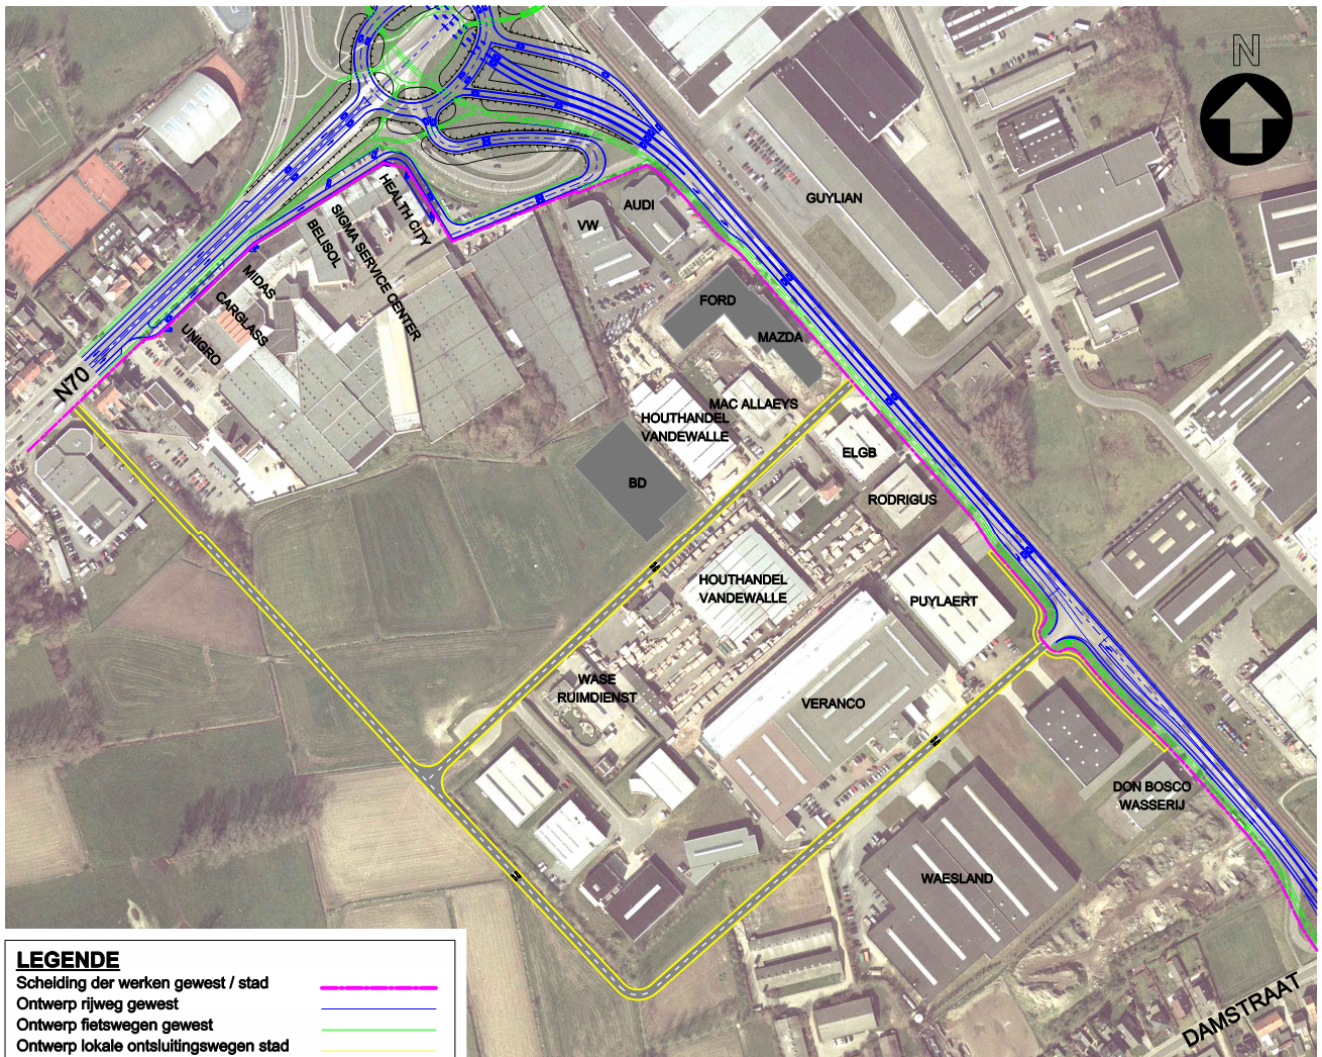 N
GUYLIAN
AUDI
VW
HEALTH CITY
SIGMA SERVICE CENTER
BELISOL
MIDAS
CARGLASS
UNIGRO
N70
FORD
MAZDA
MAC ALLAEYS
HOUTHANDEL
VANDEWALLE
ELGB
BD
RODRIGUS
HOUTHANDEL
VANDEWALLE
PUYLAERT
WASE
RUIMDIENST
VERANCO
DON BOSCO
WASSERIJ
WAESLAND
DAMSTRAAT
LEGENDE
Scheiding der werken gewest / stad
Ontwerp rijweg gewest
Ontwerp fietswegen gewest
Ontwerp lokale ontsluitingswegen stad